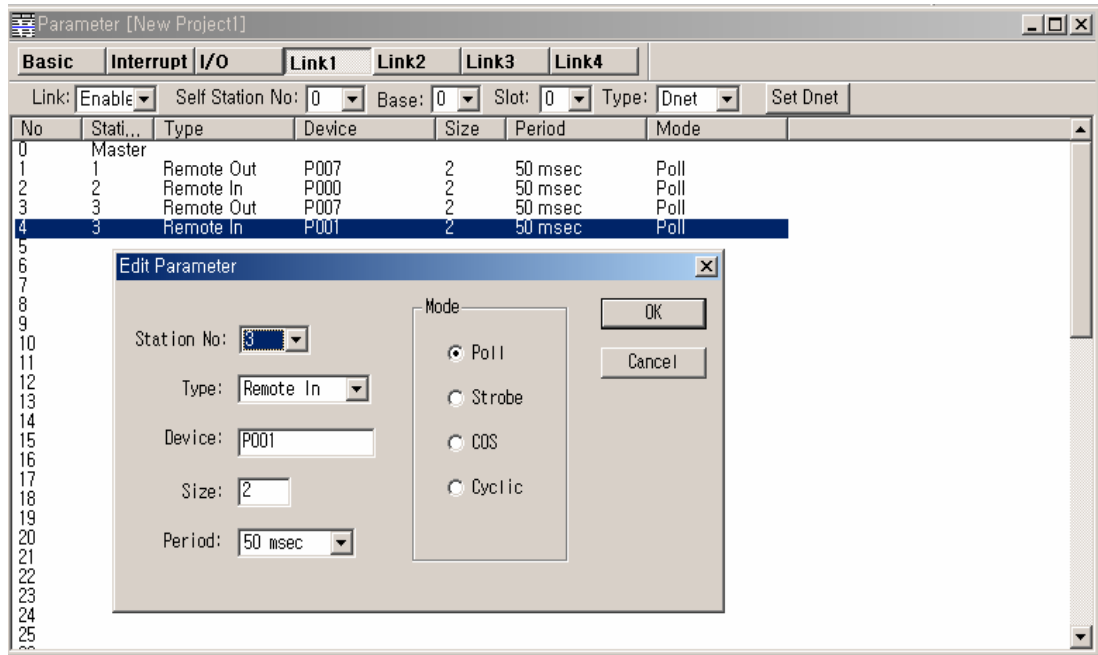 Parameter [New Project1]
Basic Interrupt I/O Link1 Link2 Link3 Link4
Link: Enable Self Station No: 0 Base: 0 Slot: 0 Type: Dnet Set Dnet
No Stati... Type Device Size Period Mode
0 Master
1 1 Remote Out P007 2 50 msec Poll
2 2 Remote In P000 2 50 msec Poll
3 3 Remote Out P007 2 50 msec Poll
4 3 Remote In P001 2 50 msec Poll
5
6
7
8
9
10
11
12
13
14
15
16
17
18
19
20
21
22
23
24
25
Edit Parameter
Station No: 3
Type: Remote In
Device: P001
Size: 2
Period: 50 msec
Mode
Poll
Strobe
COS
Cyclic
OK
Cancel